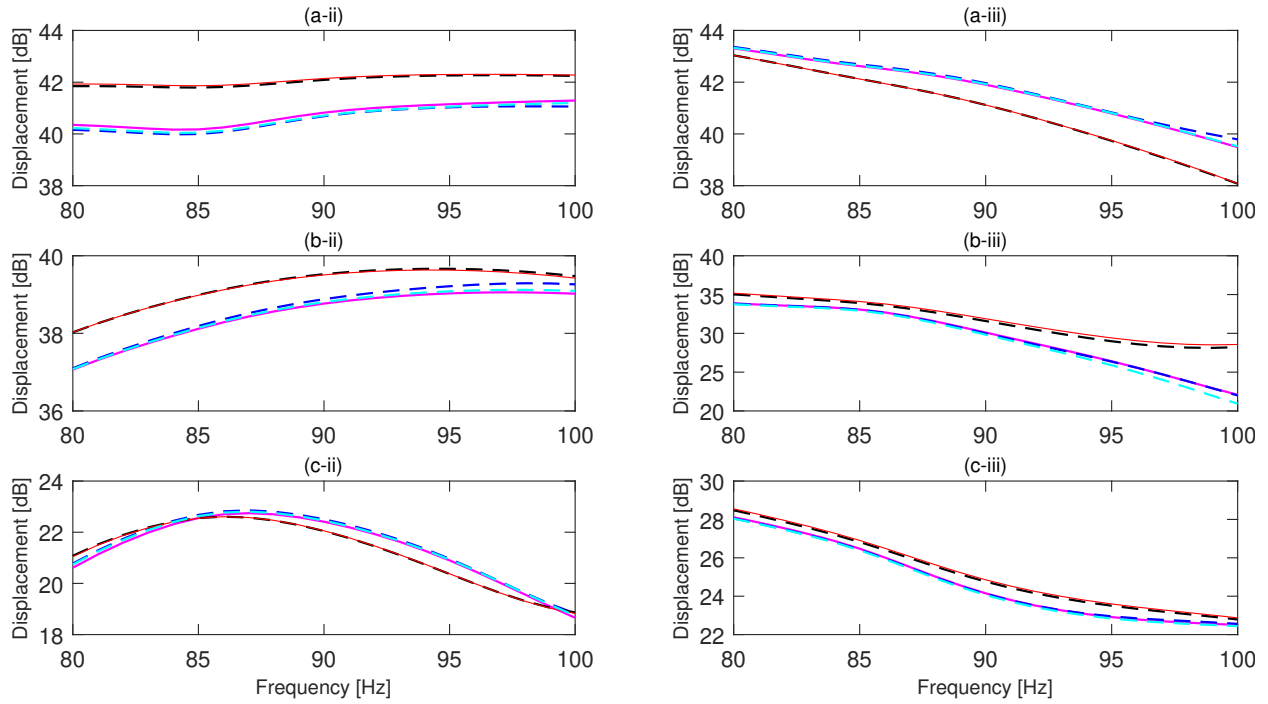 (a-ii)
Displacement [dB]
44
42
40
38
80 85 90 95 100
(a-iii)
Displacement [dB]
44
42
40
38
80 85 90 95 100
(b-ii)
Displacement [dB]
40
38
36
80 85 90 95 100
(b-iii)
Displacement [dB]
40
35
30
25
20
80 85 90 95 100
(c-ii)
Displacement [dB]
24
22
20
18
80 85 90 95 100
Frequency [Hz]
(c-iii)
Displacement [dB]
30
28
26
24
22
80 85 90 95 100
Frequency [Hz]